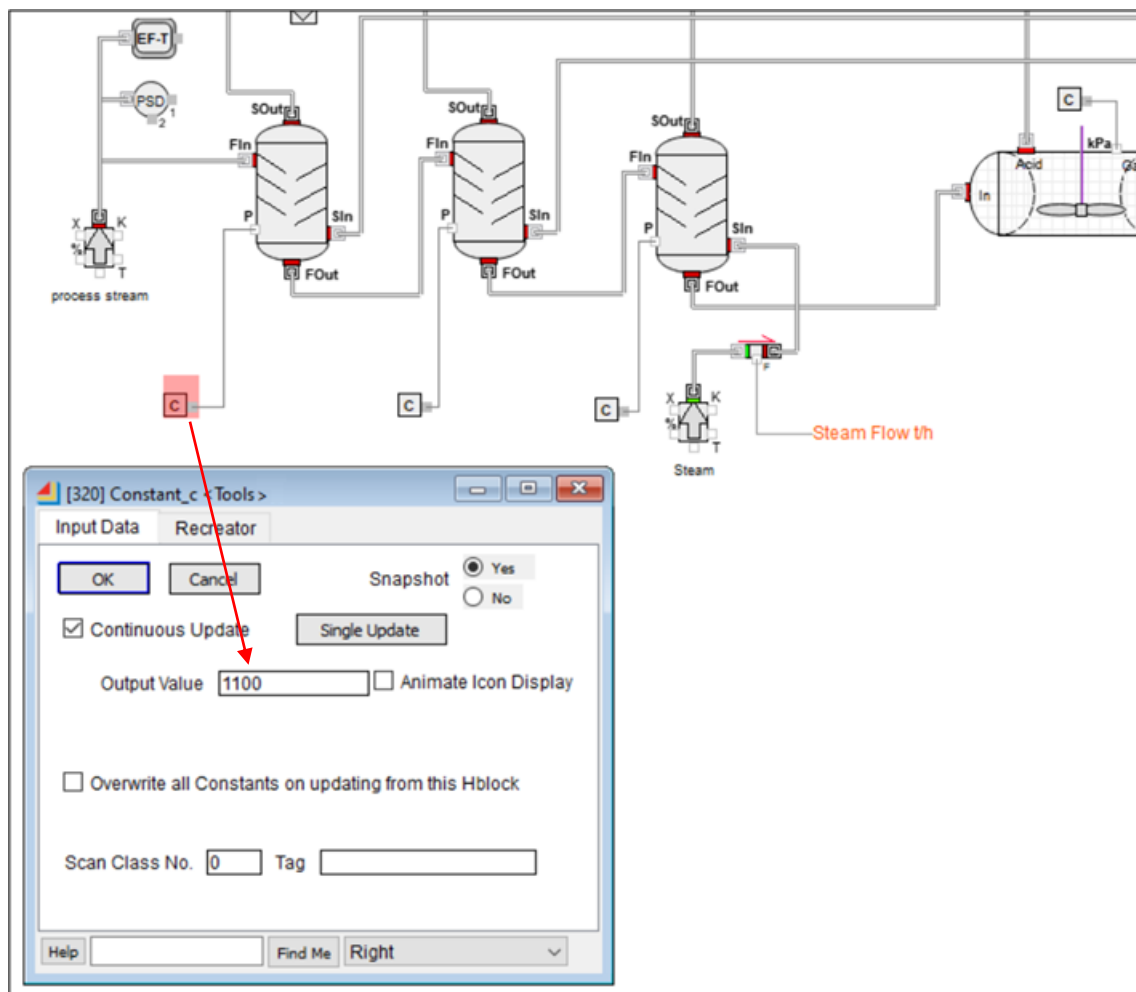 EF-T
PSD
1
2
SOut
SOut
SOut
FIn
FIn
FIn
P
P
P
SIn
SIn
SIn
FOut
FOut
FOut
C
kPa
Acid
In
X
K
%
T
process stream
C
C
C
F
X
K
%
T
Steam
Steam Flow t/h
[320] Constant_c <Tools>
Input Data
Recreator
OK
Cancel
Snapshot
Yes
No
Continuous Update
Single Update
Output Value
1100
Animate Icon Display
Overwrite all Constants on updating from this Hblock
Scan Class No.
0
Tag
Help
Find Me
Right